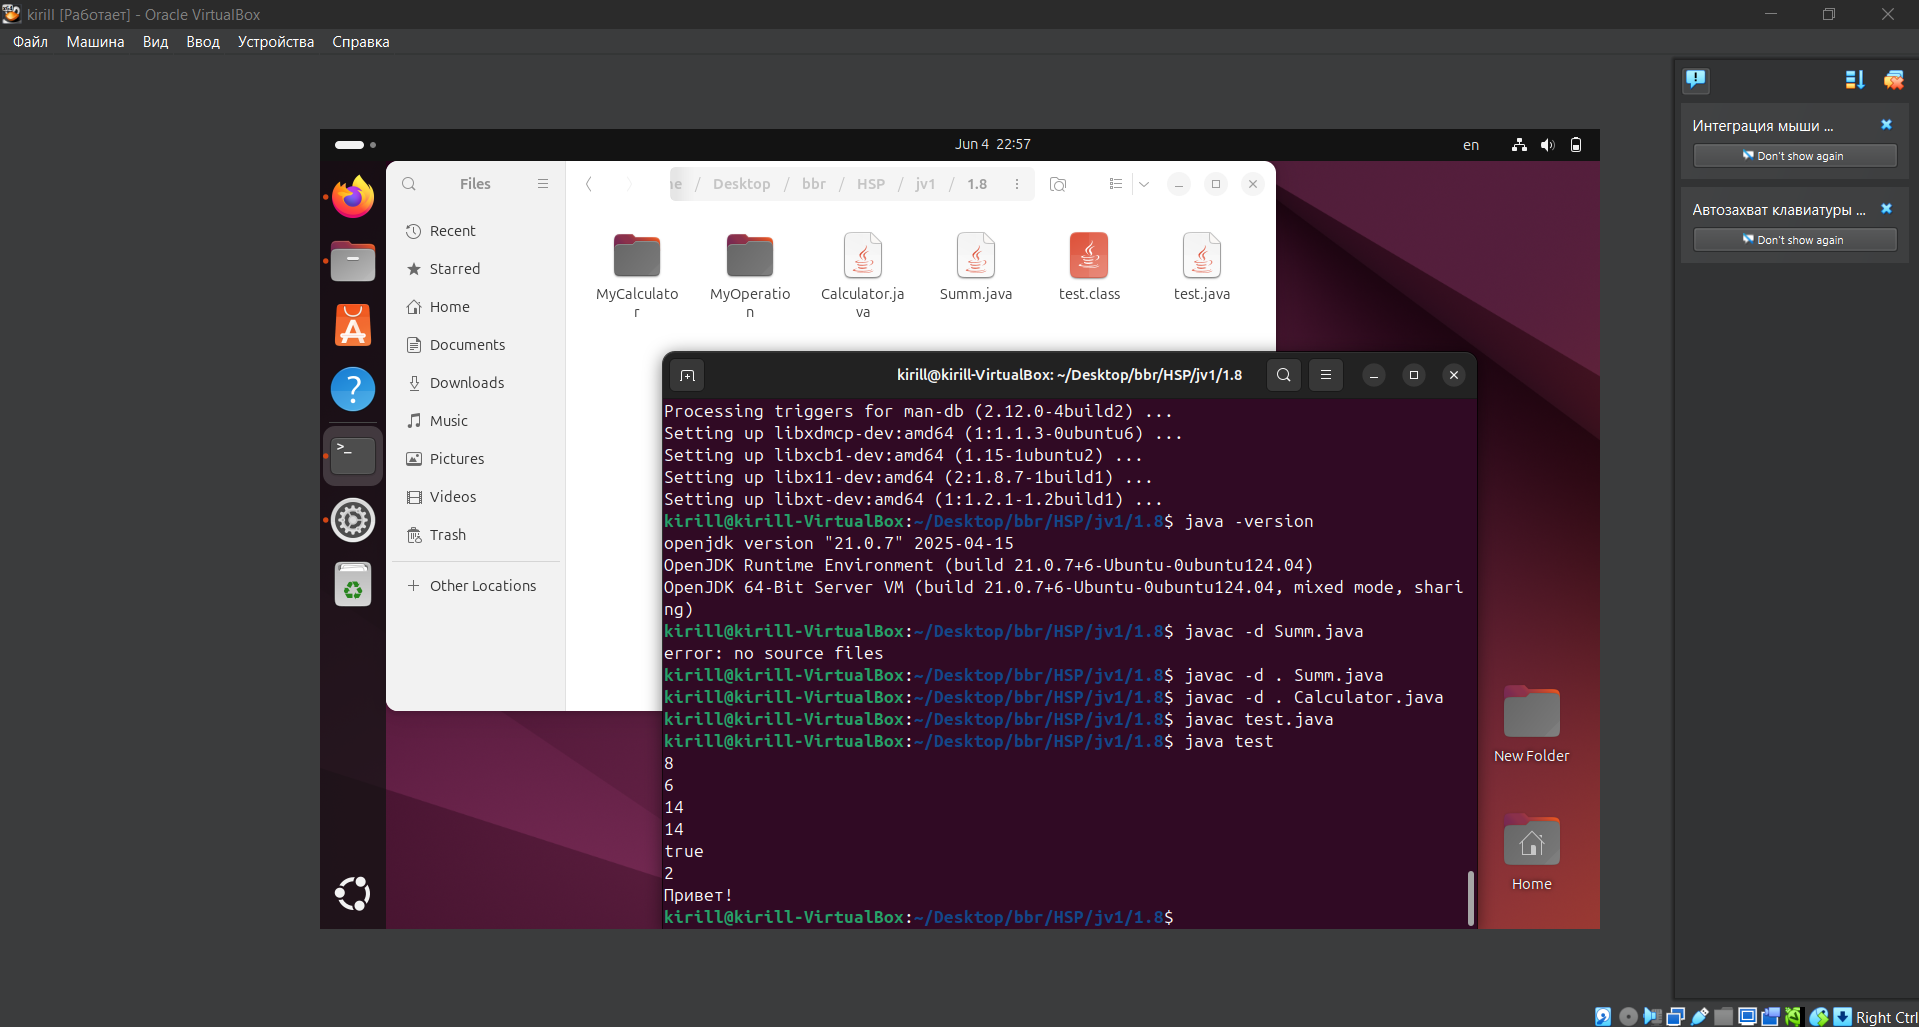 kirill [Работает] - Oracle VirtualBox
Файл Машина Вид Ввод Устройства Справка
Интеграция мыши ...
Don't show again
Автозахват клавиатуры ...
Don't show again
Jun 4 22:57
en
Files
Recent
Starred
Home
Documents
Downloads
Music
Pictures
Videos
Trash
Other Locations
me / Desktop / bbr / HSP / jv1 / 1.8
MyCalculato
r
MyOperatio
n
Calculator.ja
va
Summ.java
test.class
test.java
kirill@kirill-VirtualBox: ~/Desktop/bbr/HSP/jv1/1.8
Processing triggers for man-db (2.12.0-4build2) ...
Setting up libxdmcp-dev:amd64 (1:1.1.3-0ubuntu6) ...
Setting up libxcb1-dev:amd64 (1.15-1ubuntu2) ...
Setting up libx11-dev:amd64 (2:1.8.7-1build1) ...
Setting up libxt-dev:amd64 (1:1.2.1-1.2build1) ...
kirill@kirill-VirtualBox:~/Desktop/bbr/HSP/jv1/1.8$ java -version
openjdk version "21.0.7" 2025-04-15
OpenJDK Runtime Environment (build 21.0.7+6-Ubuntu-0ubuntu124.04)
OpenJDK 64-Bit Server VM (build 21.0.7+6-Ubuntu-0ubuntu124.04, mixed mode, shari
ng)
kirill@kirill-VirtualBox:~/Desktop/bbr/HSP/jv1/1.8$ javac -d Summ.java
error: no source files
kirill@kirill-VirtualBox:~/Desktop/bbr/HSP/jv1/1.8$ javac -d . Summ.java
kirill@kirill-VirtualBox:~/Desktop/bbr/HSP/jv1/1.8$ javac -d . Calculator.java
kirill@kirill-VirtualBox:~/Desktop/bbr/HSP/jv1/1.8$ javac test.java
kirill@kirill-VirtualBox:~/Desktop/bbr/HSP/jv1/1.8$ java test
8
6
14
14
true
2
Привет!
kirill@kirill-VirtualBox:~/Desktop/bbr/HSP/jv1/1.8$
New Folder
Home
Right Ctrl